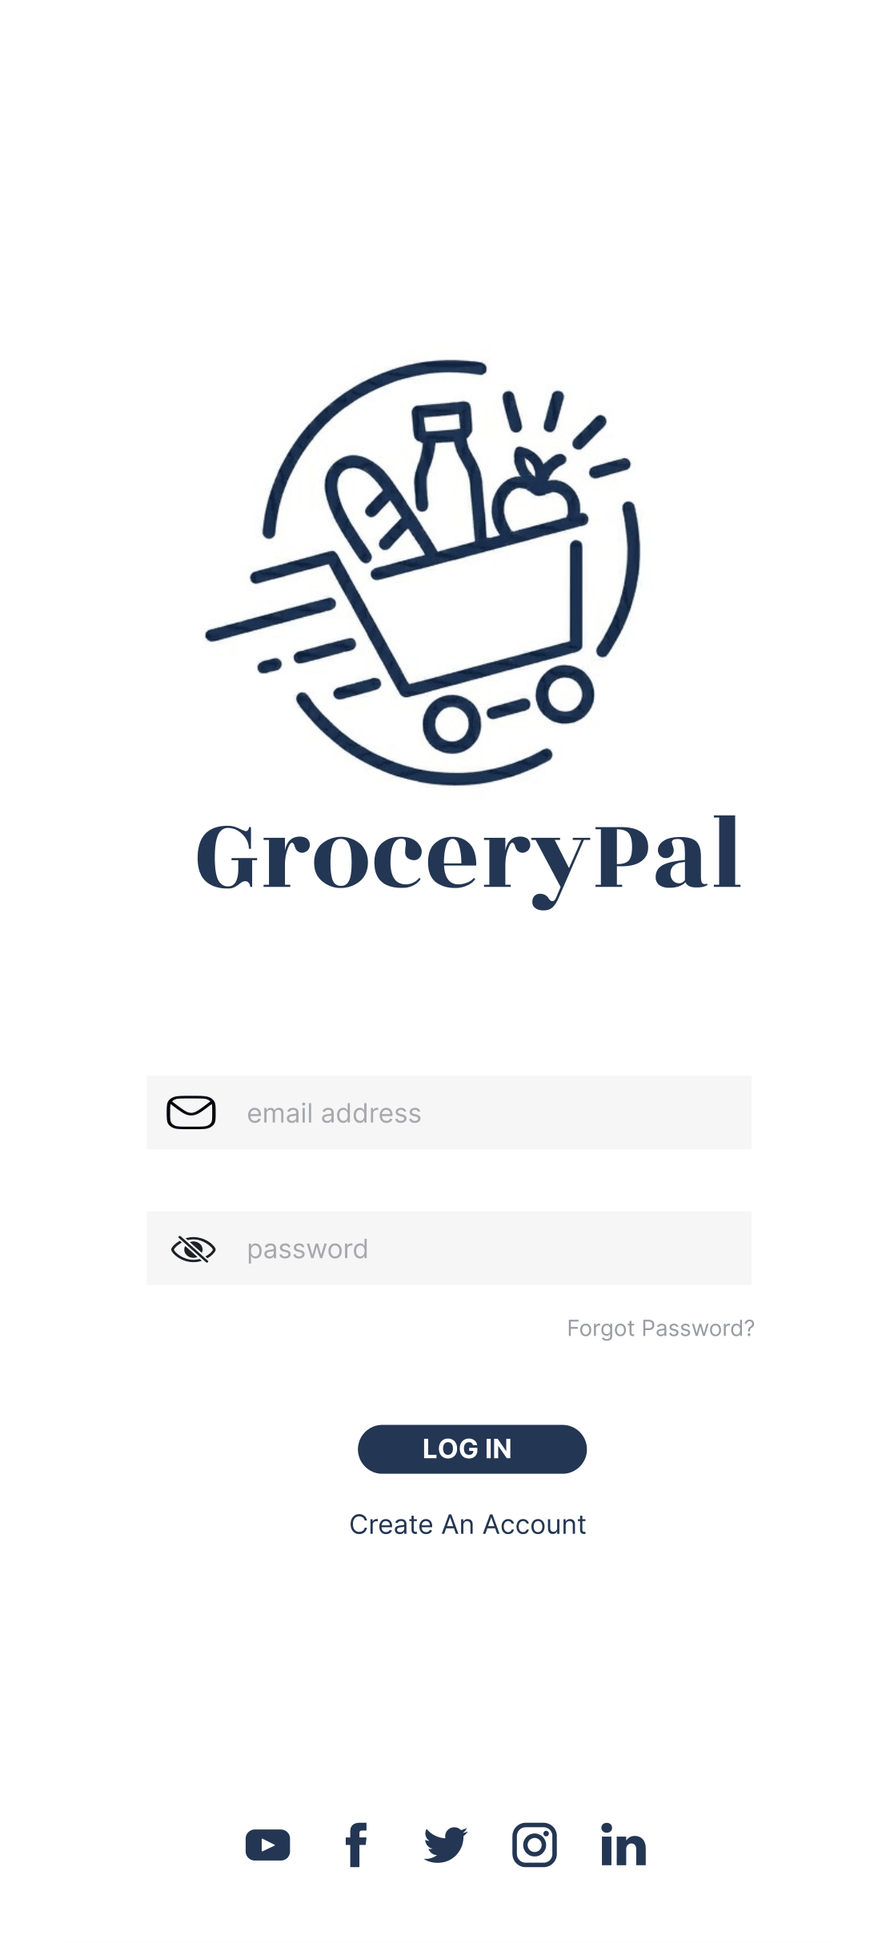 GroceryPal
email address
password
Forgot Password?
LOG IN
Create An Account